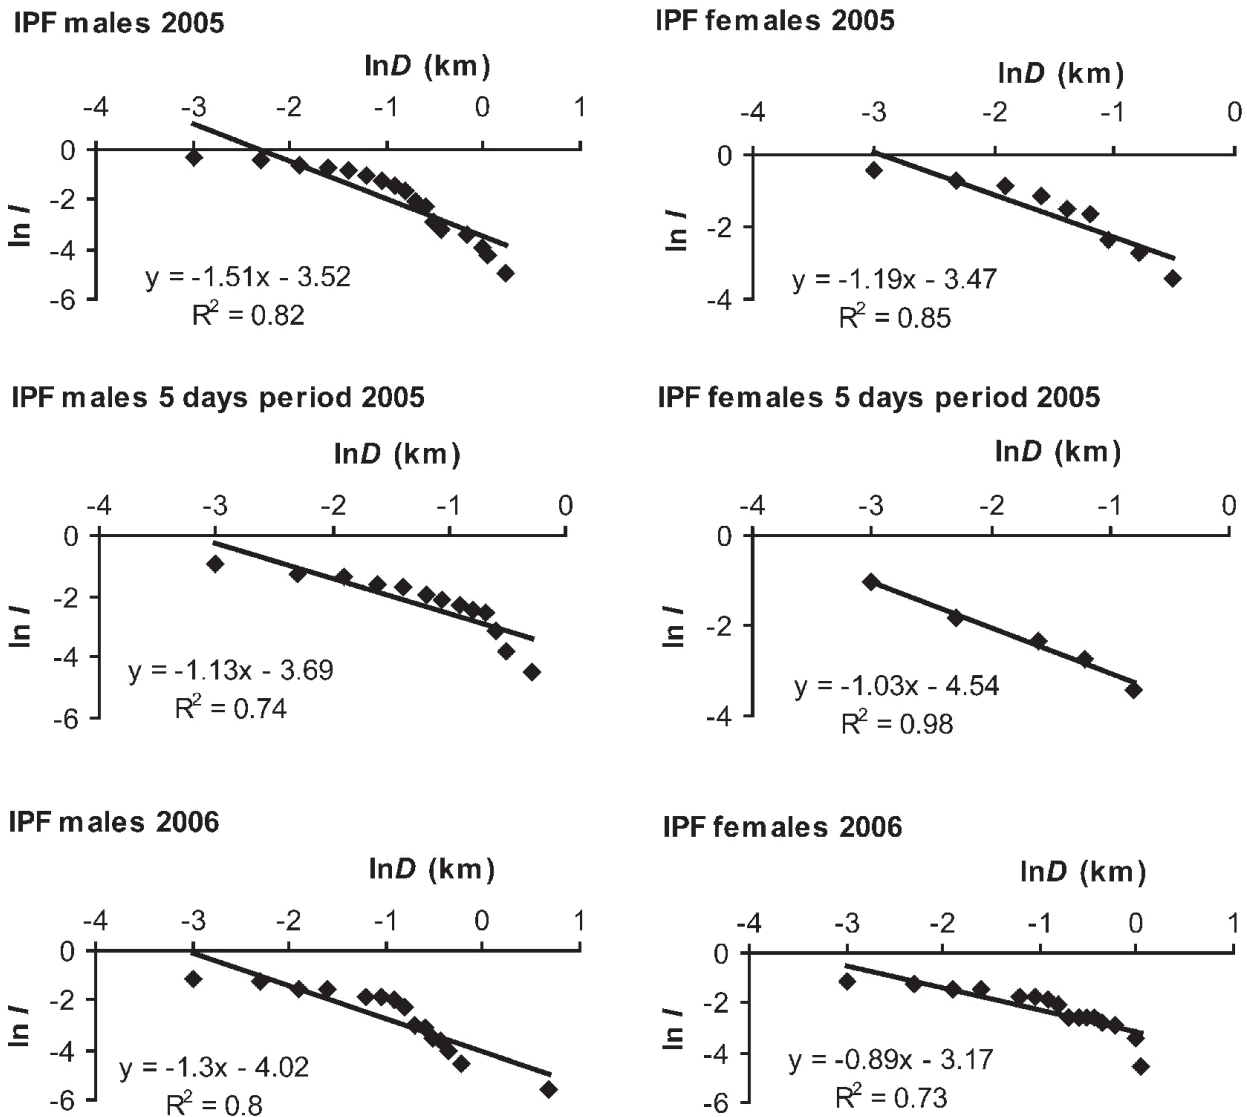 IPF males 2005
lnD (km)
-4 -3 -2 -1 0 1
0
-2
-4
-6
ln I
y = -1.51x - 3.52
R² = 0.82
IPF females 2005
lnD (km)
-4 -3 -2 -1 0
0
-2
-4
ln I
y = -1.19x - 3.47
R² = 0.85
IPF males 5 days period 2005
lnD (km)
-4 -3 -2 -1 0
0
-2
-4
-6
ln I
y = -1.13x - 3.69
R² = 0.74
IPF females 5 days period 2005
lnD (km)
-4 -3 -2 -1 0
0
-2
-4
ln I
y = -1.03x - 4.54
R² = 0.98
IPF males 2006
lnD (km)
-4 -3 -2 -1 0 1
0
-2
-4
-6
ln I
y = -1.3x - 4.02
R² = 0.8
IPF females 2006
lnD (km)
-4 -3 -2 -1 0 1
0
-2
-4
-6
ln I
y = -0.89x - 3.17
R² = 0.73